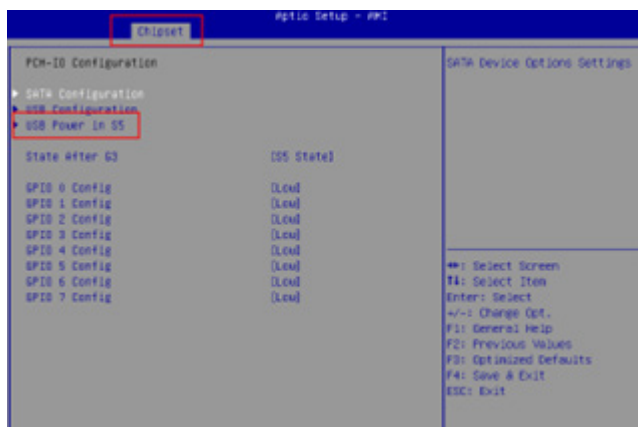 Aptio Setup - AMI
Chipset
PCH-IO Configuration
SATA Device Options Settings
SATA Configuration
USB Configuration
USB Power in S5
State After G3 [S5 State]
GPIO 0 Config [Low]
GPIO 1 Config [Low]
GPIO 2 Config [Low]
GPIO 3 Config [Low]
GPIO 4 Config [Low]
GPIO 5 Config [Low]
GPIO 6 Config [Low]
GPIO 7 Config [Low]
↔: Select Screen
↑↓: Select Item
Enter: Select
+/-: Change Opt.
F1: General Help
F2: Previous Values
F3: Optimized Defaults
F4: Save & Exit
ESC: Exit